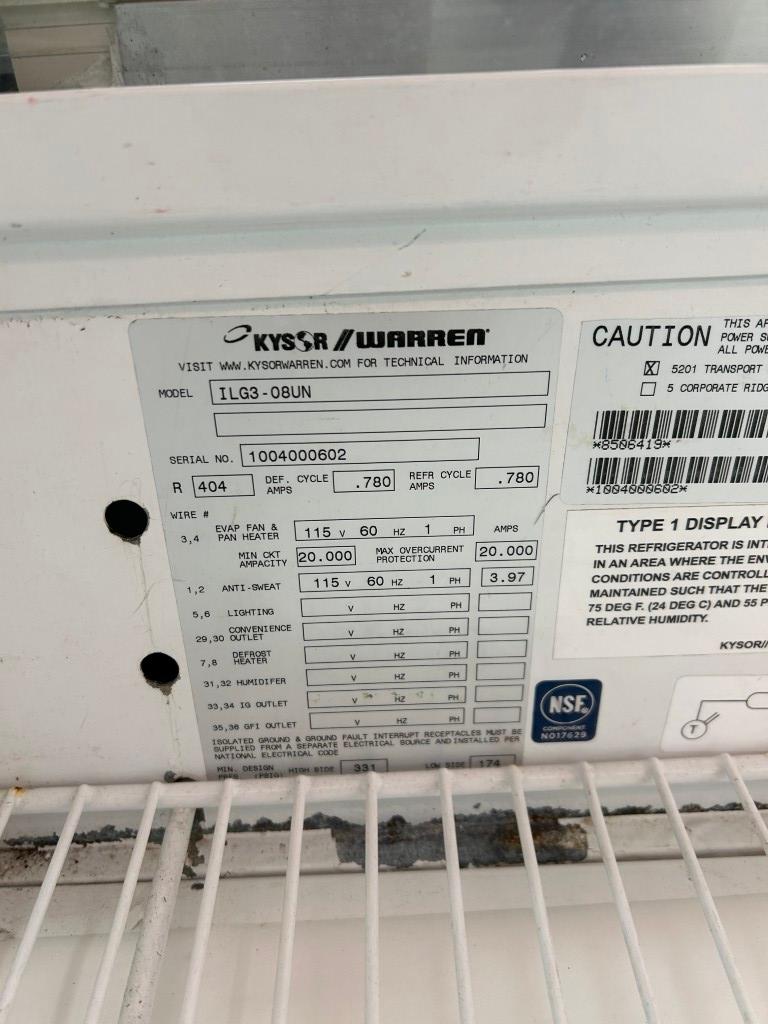 KYSOR//WARREN
VISIT WWW.KYSORWARREN.COM FOR TECHNICAL INFORMATION
MODEL ILG3-08UN
SERIAL NO. 1004000602
R 404 DEF. CYCLE AMPS .780 REFR CYCLE AMPS .780
WIRE #
3,4 EVAP FAN & PAN HEATER 115 V 60 HZ 1 PH AMPS
MIN CKT AMPACITY 20.000 MAX OVERCURRENT PROTECTION 20.000
1,2 ANTI-SWEAT 115 V 60 HZ 1 PH 3.97
5,6 LIGHTING V HZ PH
29,30 CONVENIENCE OUTLET V HZ PH
7,8 DEFROST HEATER V HZ PH
31,32 HUMIDIFER V HZ PH
33,34 IG OUTLET V HZ PH
35,36 GFI OUTLET V HZ PH
ISOLATED GROUND & GROUND FAULT INTERRUPT RECEPTACLES MUST BE
SUPPLIED FROM A SEPARATE ELECTRICAL SOURCE AND INSTALLED PER
NATIONAL ELECTRICAL CODE
MIN. DESIGN PRES. (PSIG) HIGH SIDE 331 LOW SIDE 174
CAUTION
THIS
POWER
ALL
5201 TRANSPORT
5 CORPORATE
*8506419*
*1004000602*
TYPE 1 DISPLAY
THIS REFRIGERATOR IS
IN AN AREA WHERE THE
CONDITIONS ARE
MAINTAINED SUCH THAT THE
75 DEG F. (24 DEG C) AND 55
RELATIVE HUMIDITY.
KYSOR//
NSF
COMPONENT
NO17629
T